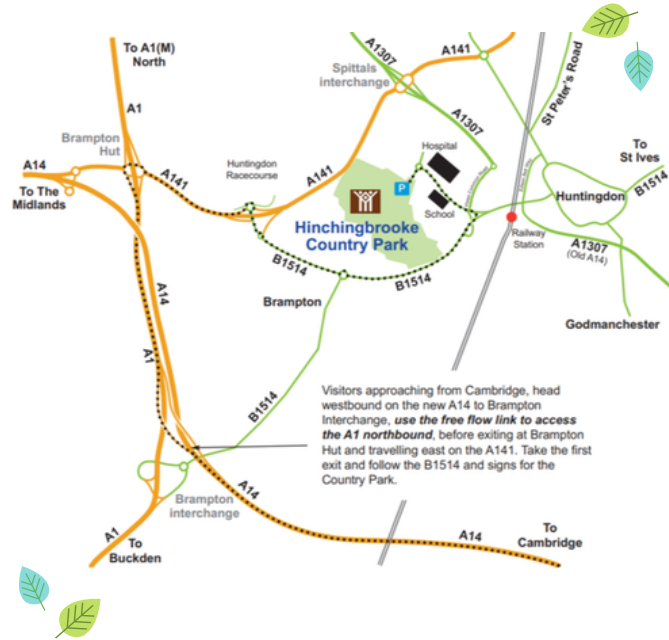 To A1(M)
North
A1307
A141
Spittals
interchange
St Peter's Road
A1
Brampton
Hut
A14
To The
Midlands
A141
Huntingdon
Racecourse
A141
A1307
Hospital
P
School
To
St Ives
B1514
Huntingdon
Hinchingbrooke
Country Park
Railway
Station
A1307
(Old A14)
B1514
B1514
Brampton
Godmanchester
A14
A1
B1514
Visitors approaching from Cambridge, head
westbound on the new A14 to Brampton
Interchange, use the free flow link to access
the A1 northbound, before exiting at Brampton
Hut and travelling east on the A141. Take the first
exit and follow the B1514 and signs for the
Country Park.
Brampton
interchange
A14
A1
To
Buckden
A14
To
Cambridge